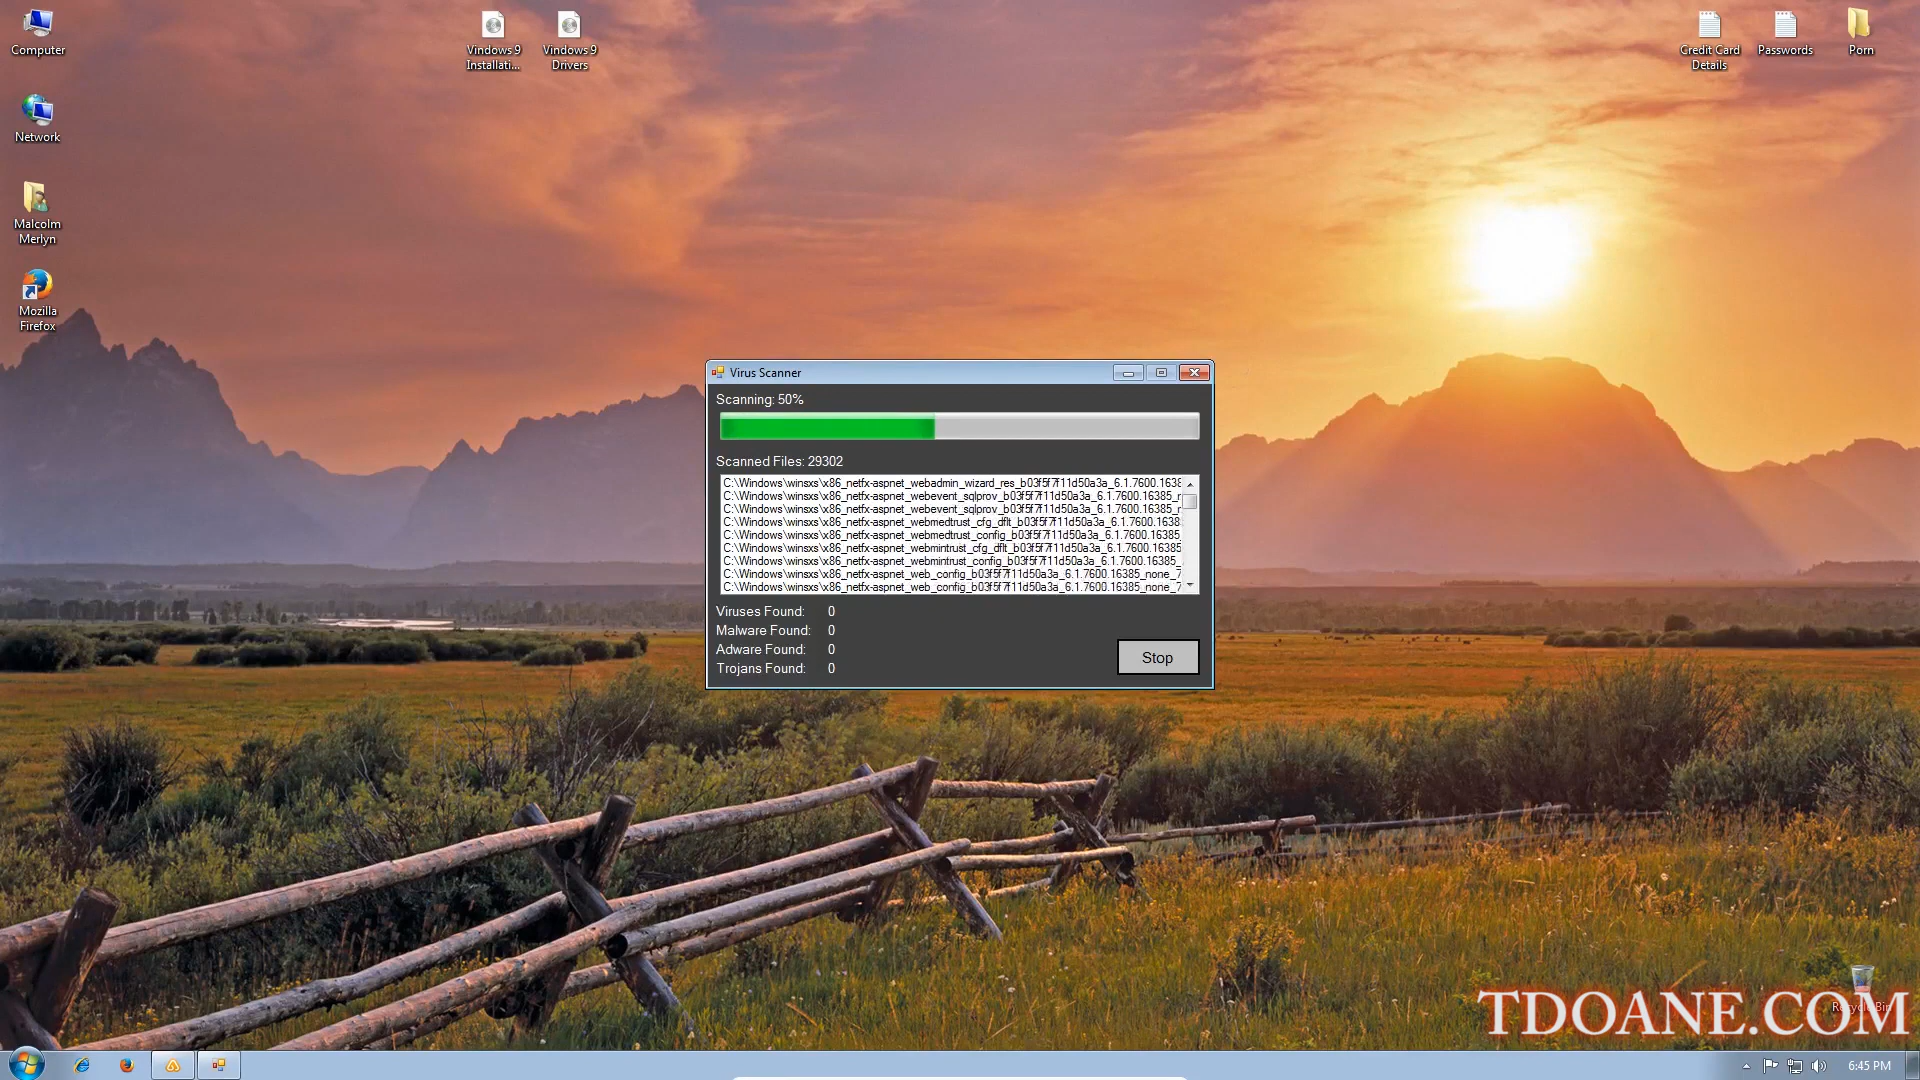 Computer
Vindows 9
Installati...
Vindows 9
Drivers
Credit Card
Details
Passwords
Porn
Network
Malcolm
Merlyn
Mozilla
Firefox
Virus Scanner
Scanning: 50%
Scanned Files: 29302
C:\Windows\winsxs\x86_netfx-aspnet_webadmin_wizard_res_b03f5f7f11d50a3a_6.1.7600.1638
C:\Windows\winsxs\x86_netfx-aspnet_webevent_sqlprov_b03f5f7f11d50a3a_6.1.7600.16385_r
C:\Windows\winsxs\x86_netfx-aspnet_webevent_sqlprov_b03f5f7f11d50a3a_6.1.7600.16385_r
C:\Windows\winsxs\x86_netfx-aspnet_webmedtrust_cfg_dflt_b03f5f7f11d50a3a_6.1.7600.1638
C:\Windows\winsxs\x86_netfx-aspnet_webmedtrust_config_b03f5f7f11d50a3a_6.1.7600.16385
C:\Windows\winsxs\x86_netfx-aspnet_webmintrust_cfg_dflt_b03f5f7f11d50a3a_6.1.7600.16385
C:\Windows\winsxs\x86_netfx-aspnet_webmintrust_config_b03f5f7f11d50a3a_6.1.7600.16385_
C:\Windows\winsxs\x86_netfx-aspnet_web_config_b03f5f7f11d50a3a_6.1.7600.16385_none_7
C:\Windows\winsxs\x86_netfx-aspnet_web_config_b03f5f7f11d50a3a_6.1.7600.16385_none_7
Viruses Found: 0
Malware Found: 0
Adware Found: 0
Trojans Found: 0
Stop
Recycle Bin
TDOANE.COM
6:45 PM